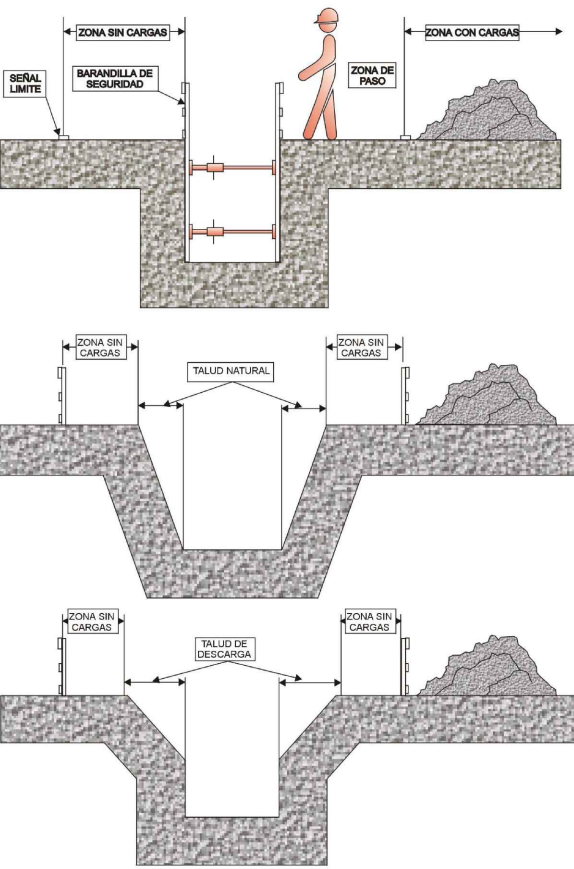 ZONA SIN CARGAS
ZONA CON CARGAS
SEÑAL
LIMITE
BARANDILLA DE
SEGURIDAD
ZONA DE
PASO
ZONA SIN
CARGAS
ZONA SIN
CARGAS
TALUD NATURAL
ZONA SIN
CARGAS
ZONA SIN
CARGAS
TALUD DE
DESCARGA